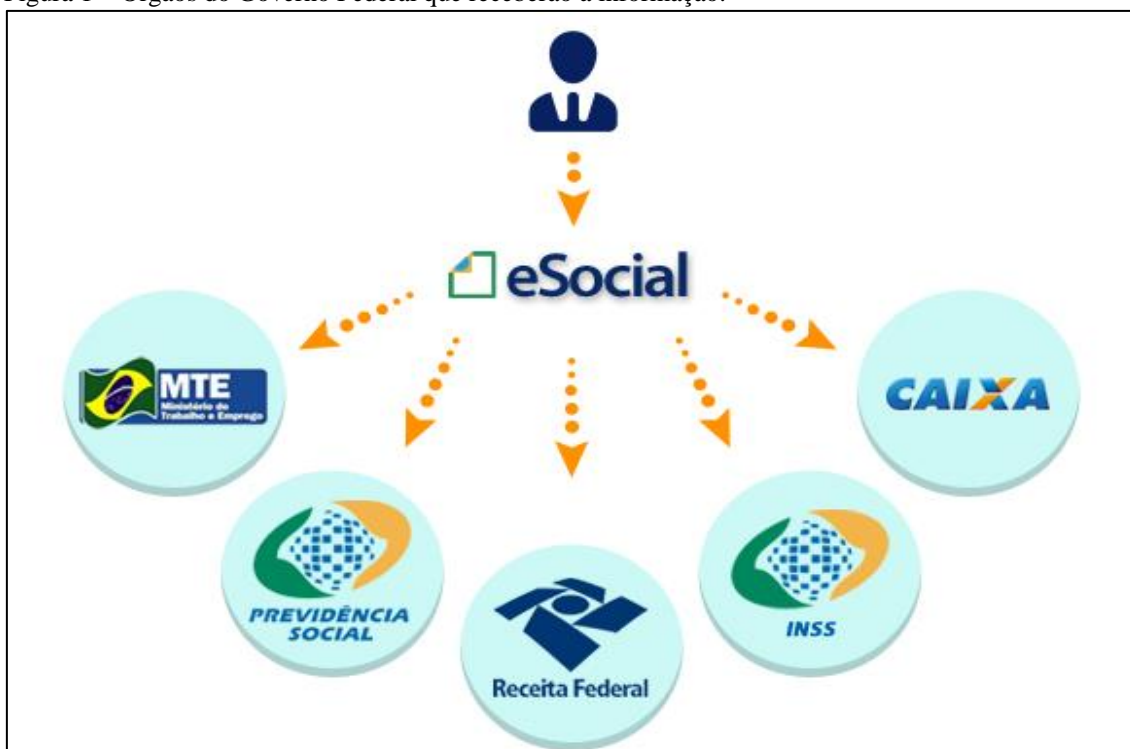 Figura 1 – Órgãos do Governo Federal que receberão a informação.
eSocial
MTE
Ministério do
Trabalho e Emprego
CAIXA
PREVIDÊNCIA
SOCIAL
INSS
Receita Federal